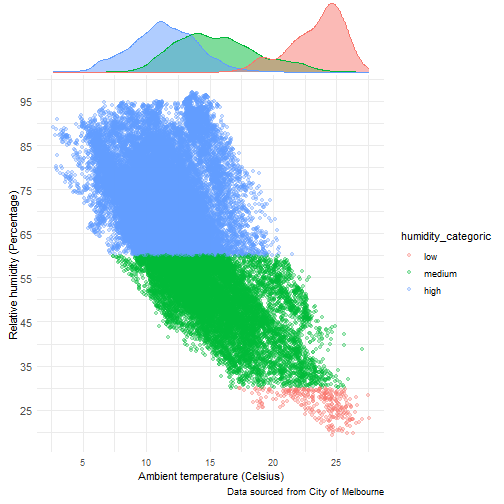 95
85
75
65
55
45
35
25
Relative humidity (Percentage)
5
10
15
20
25
Ambient temperature (Celsius)
humidity_categoric
low
medium
high
Data sourced from City of Melbourne